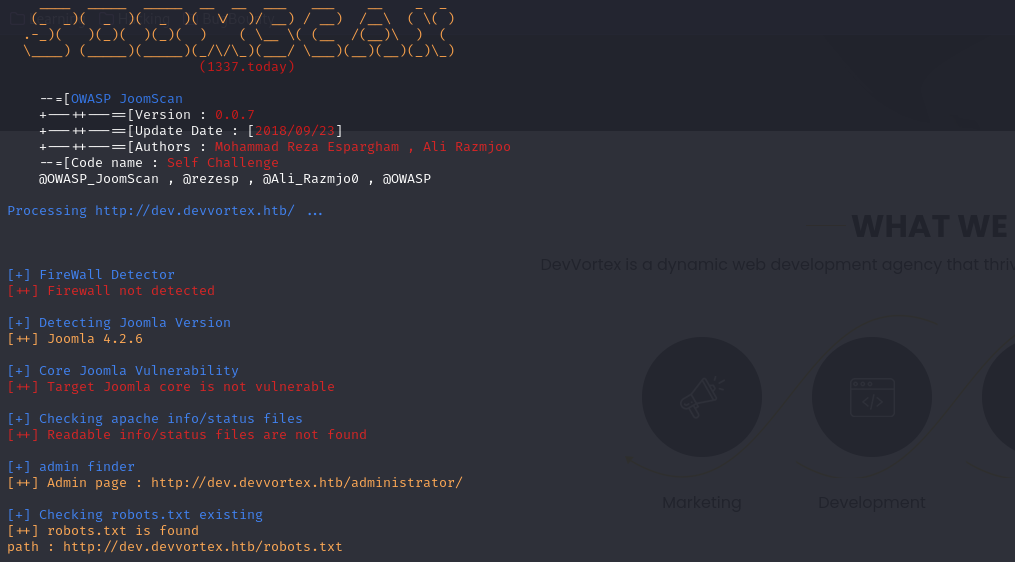 (1337.today)
--=[OWASP JoomScan
+---++---==[Version : 0.0.7
+---++---==[Update Date : [2018/09/23]
+---++---==[Authors : Mohammad Reza Espargham , Ali Razmjoo
--=[Code name : Self Challenge
@OWASP_JoomScan , @rezesp , @Ali_Razmjo0 , @OWASP
Processing http://dev.devvortex.htb/ ...
[+] FireWall Detector
[++] Firewall not detected
[+] Detecting Joomla Version
[++] Joomla 4.2.6
[+] Core Joomla Vulnerability
[++] Target Joomla core is not vulnerable
[+] Checking apache info/status files
[++] Readable info/status files are not found
[+] admin finder
[++] Admin page : http://dev.devvortex.htb/administrator/
[+] Checking robots.txt existing
[++] robots.txt is found
path : http://dev.devvortex.htb/robots.txt
WHAT WE
DevVortex is a dynamic web development agency that thriv
Marketing
Development